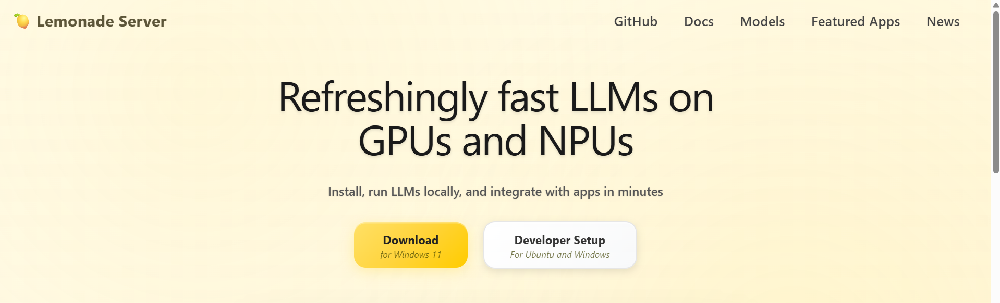 Lemonade Server
GitHub
Docs
Models
Featured Apps
News
Refreshingly fast LLMs on
GPUs and NPUs
Install, run LLMs locally, and integrate with apps in minutes
Download
for Windows 11
Developer Setup
For Ubuntu and Windows